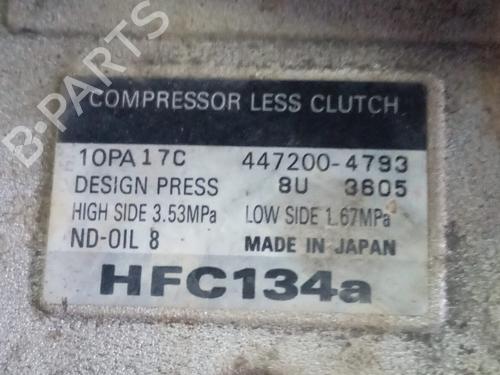 B-PARTS
COMPRESSOR LESS CLUTCH
10PA17C 447200-4793
DESIGN PRESS 8U 3605
HIGH SIDE 3.53MPa LOW SIDE 1.67MPa
ND-OIL 8 MADE IN JAPAN
HFC134a